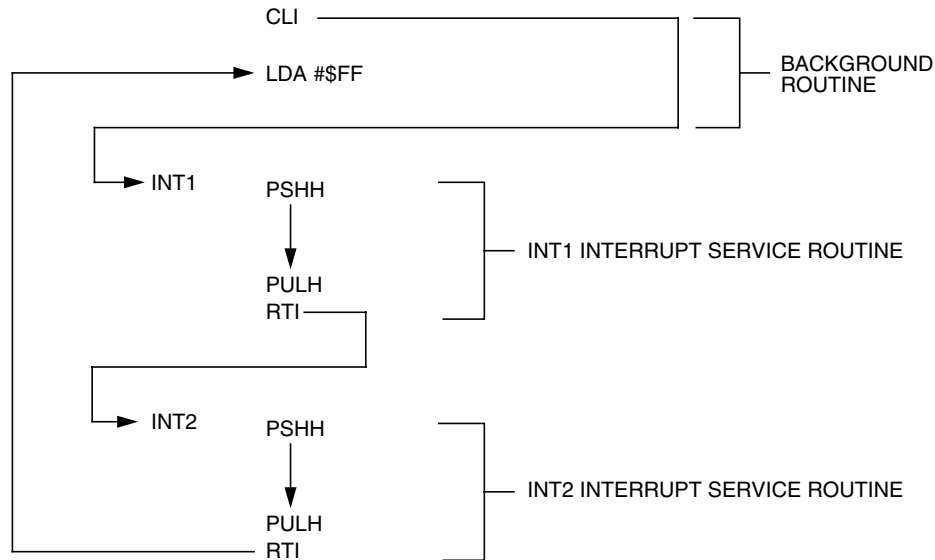 CLI
LDA #$FF
BACKGROUND
ROUTINE
INT1
PSHH
INT1 INTERRUPT SERVICE ROUTINE
PULH
RTI
INT2
PSHH
INT2 INTERRUPT SERVICE ROUTINE
PULH
RTI